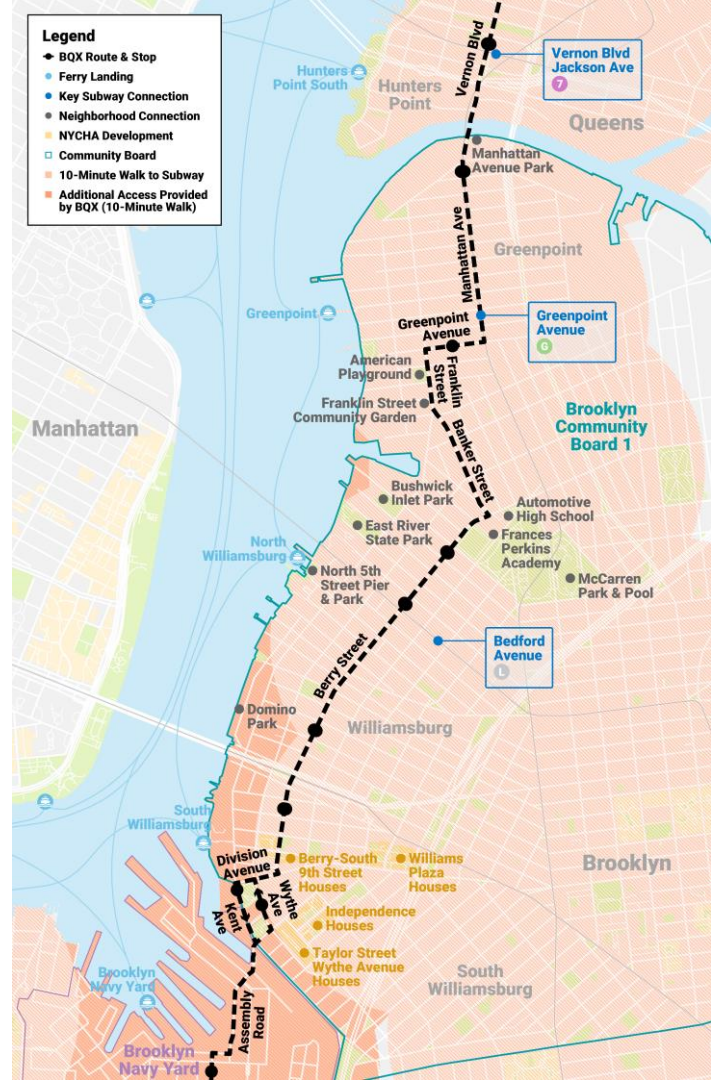 Legend
BQX Route & Stop
Ferry Landing
Key Subway Connection
Neighborhood Connection
NYCHA Development
Community Board
10-Minute Walk to Subway
Additional Access Provided
by BQX (10-Minute Walk)
Vernon Blvd
Vernon Blvd
Jackson Ave
7
Hunters
Point South
Hunters
Point
Queens
Manhattan
Avenue Park
Manhattan Ave
Greenpoint
Greenpoint
Greenpoint
Avenue
Greenpoint
Avenue
G
American
Playground
Franklin
Street
Franklin Street
Community Garden
Manhattan
Brooklyn
Community
Board 1
Banker Street
Bushwick
Inlet Park
Automotive
High School
East River
State Park
Frances
Perkins
Academy
North
Williamsburg
North 5th
Street Pier
& Park
McCarren
Park & Pool
Berry Street
Bedford
Avenue
L
Domino
Park
Williamsburg
South
Williamsburg
Division
Avenue
Berry-South
9th Street
Houses
Williams
Plaza
Houses
Brooklyn
Wythe
Ave
Kent
Ave
Independence
Houses
Taylor Street
Wythe Avenue
Houses
Brooklyn
Navy Yard
South
Williamsburg
Assembly
Road
Brooklyn
Navy Yard